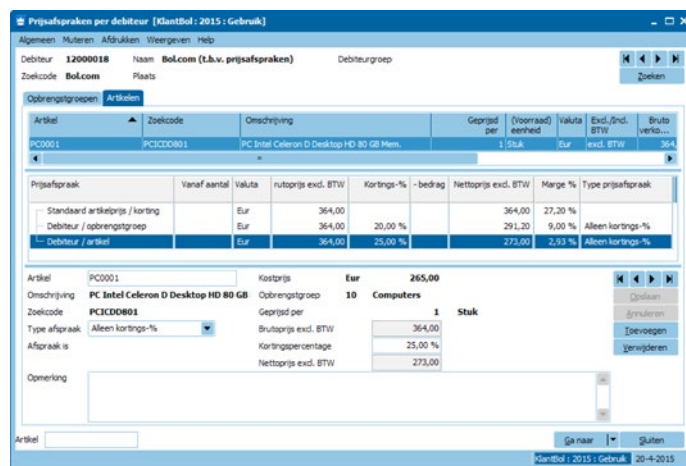 Prijsafspraken per debiteur [KlantBol : 2015 : Gebruik]
Algemeen Muteren Afdrukken Weergeven Help
Debiteur 12000018 Naam Bol.com (t.b.v. prijsafspraken) Debiteurgroep
Zoekcode Bol.com Plaats Zoeken
Opbrengstgroepen Artikelen
Artikel Zoekcode Omschrijving Geprijsd per (Voorraad) eenheid Valuta Excl./Incl. BTW Bruto verko...
PC0001 PCICDD801 PC Intel Celeron D Desktop HD 80 GB Mem. 1 Stuk Eur excl. BTW 364,
Prijsafspraak Vanaf aantal Valuta rutoprijs excl. BTW Kortings-% - bedrag Nettoprijs excl. BTW Marge % Type prijsafspraak
Standaard artikelprijs / korting Eur 364,00 364,00 27,20 %
Debiteur / opbrengstgroep Eur 364,00 20,00 % 291,20 9,00 % Alleen kortings-%
Debiteur / artikel Eur 364,00 25,00 % 273,00 2,93 % Alleen kortings-%
Artikel PC0001 Kostprijs Eur 265,00
Omschrijving PC Intel Celeron D Desktop HD 80 GB Opbrengstgroep 10 Computers Opslaan
Zoekcode PCICDD801 Geprijsd per 1 Stuk Annuleren
Type afspraak Alleen kortings-% Brutoprijs excl. BTW 364,00 Toevoegen
Afspraak is Kortingspercentage 25,00 % Verwijderen
Nettoprijs excl. BTW 273,00
Opmerking
Artikel Ga naar Sluiten
KlantBol : 2015 : Gebruik 20-4-2015